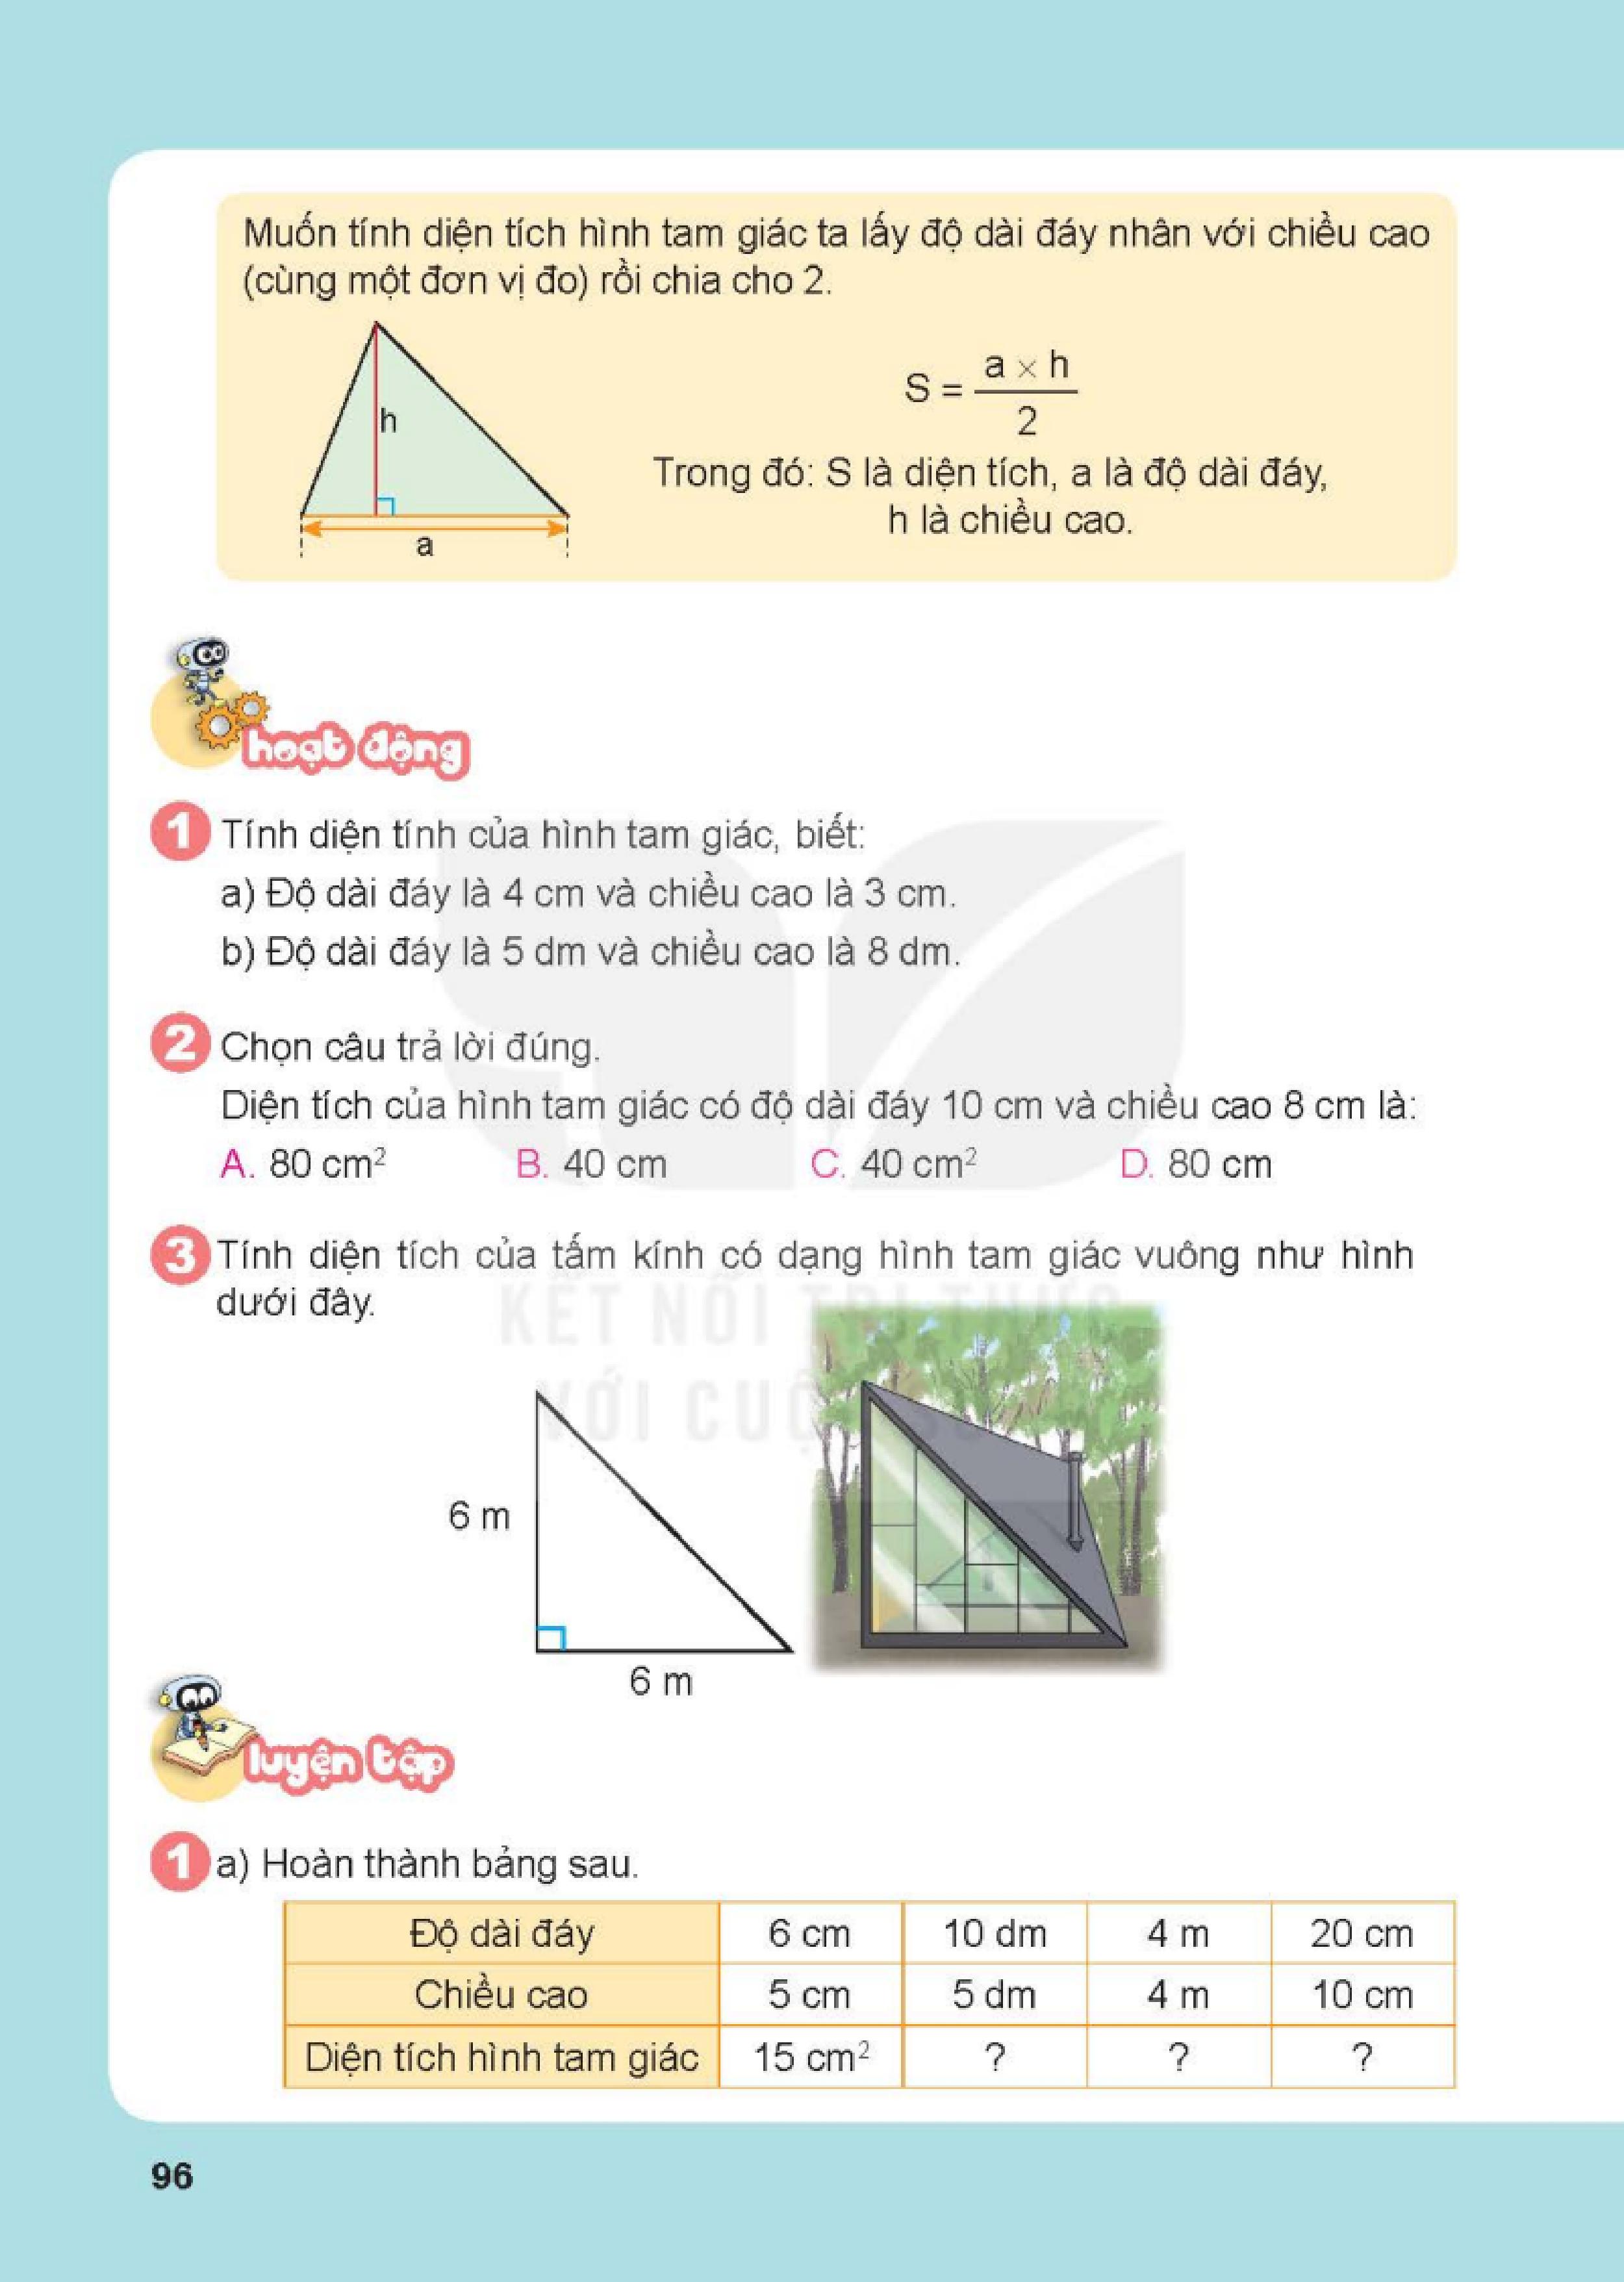 Muốn tính diện tích hình tam giác ta lấy độ dài đáy nhân với chiều cao
(cùng một đơn vị đo) rồi chia cho 2.
h
a
S = a × h / 2
Trong đó: S là diện tích, a là độ dài đáy,
h là chiều cao.
hoạt động
1 Tính diện tính của hình tam giác, biết:
a) Độ dài đáy là 4 cm và chiều cao là 3 cm.
b) Độ dài đáy là 5 dm và chiều cao là 8 dm.
2 Chọn câu trả lời đúng.
Diện tích của hình tam giác có độ dài đáy 10 cm và chiều cao 8 cm là:
A. 80 cm² B. 40 cm C. 40 cm² D. 80 cm
3 Tính diện tích của tấm kính có dạng hình tam giác vuông như hình
dưới đây.
KẾT NỐI TRI THỨC
VỚI CUỘC SỐNG
6 m
6 m
luyện tập
1 a) Hoàn thành bảng sau.
Độ dài đáy 6 cm 10 dm 4 m 20 cm
Chiều cao 5 cm 5 dm 4 m 10 cm
Diện tích hình tam giác 15 cm² ? ? ?
96